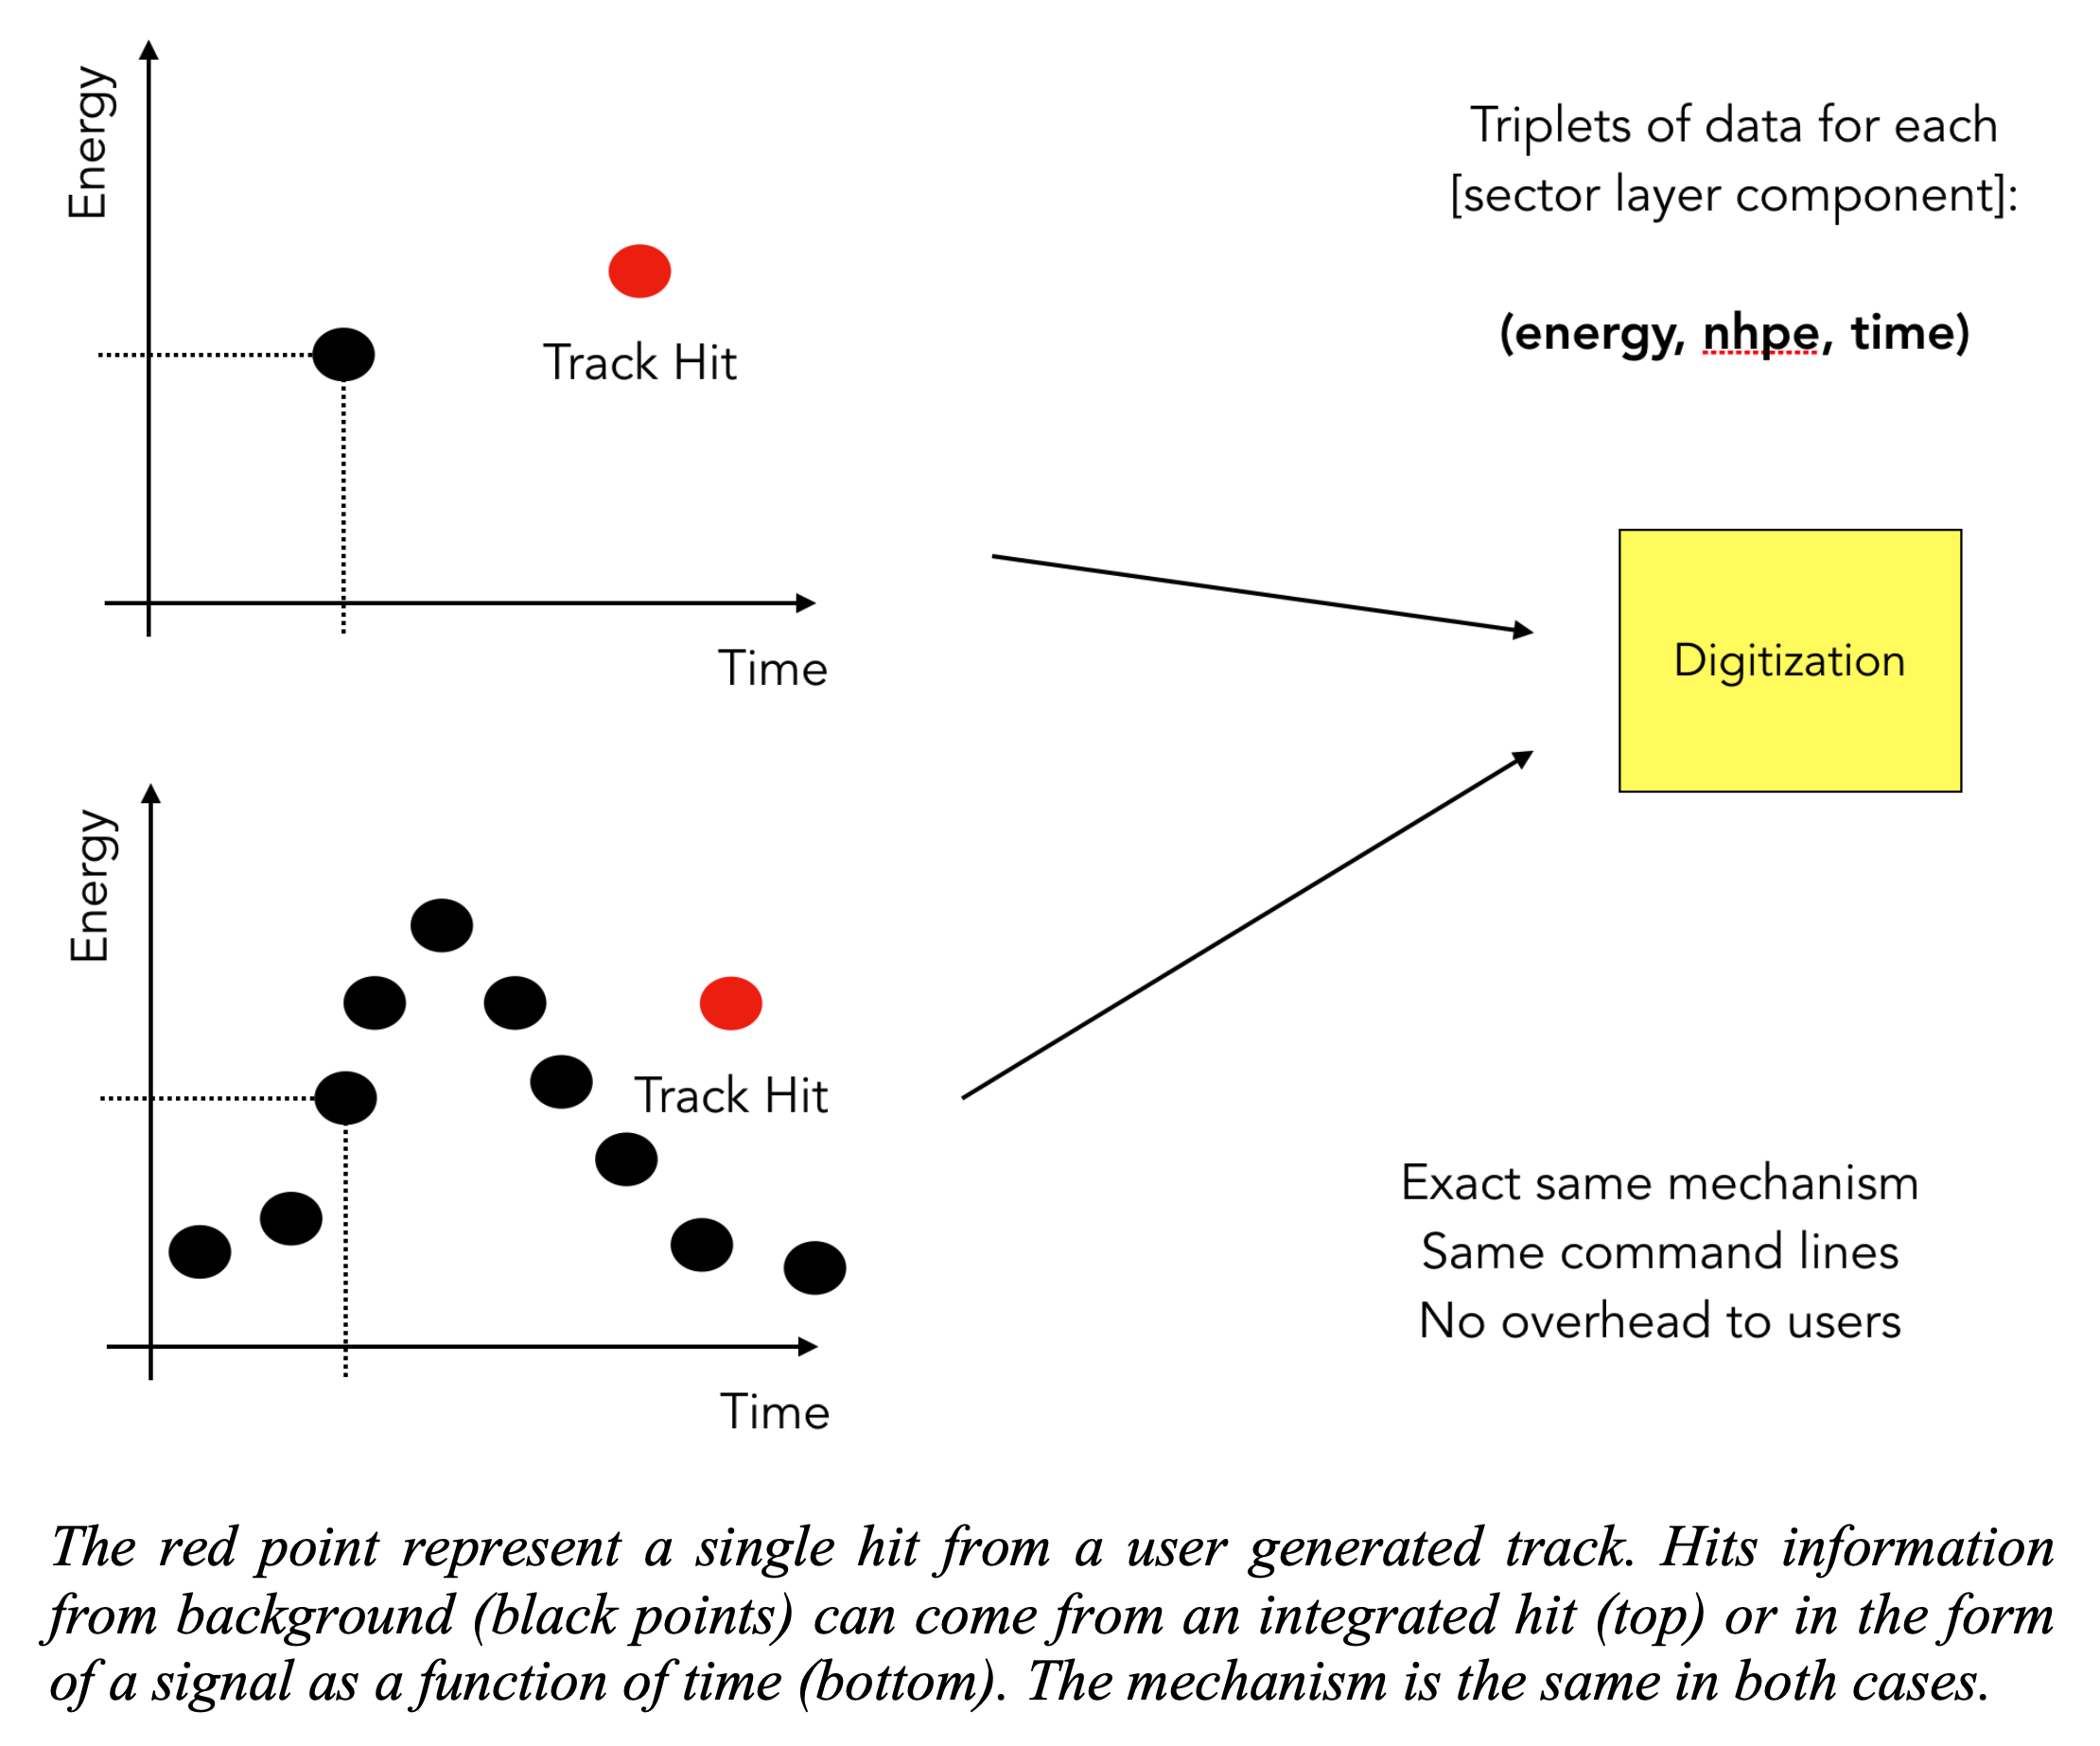 Energy
Track Hit
Time
Triplets of data for each
[sector layer component]:
(energy, nhpe, time)
Digitization
Energy
Track Hit
Time
Exact same mechanism
Same command lines
No overhead to users
The red point represent a single hit from a user generated track. Hits information
from background (black points) can come from an integrated hit (top) or in the form
of a signal as a function of time (bottom). The mechanism is the same in both cases.